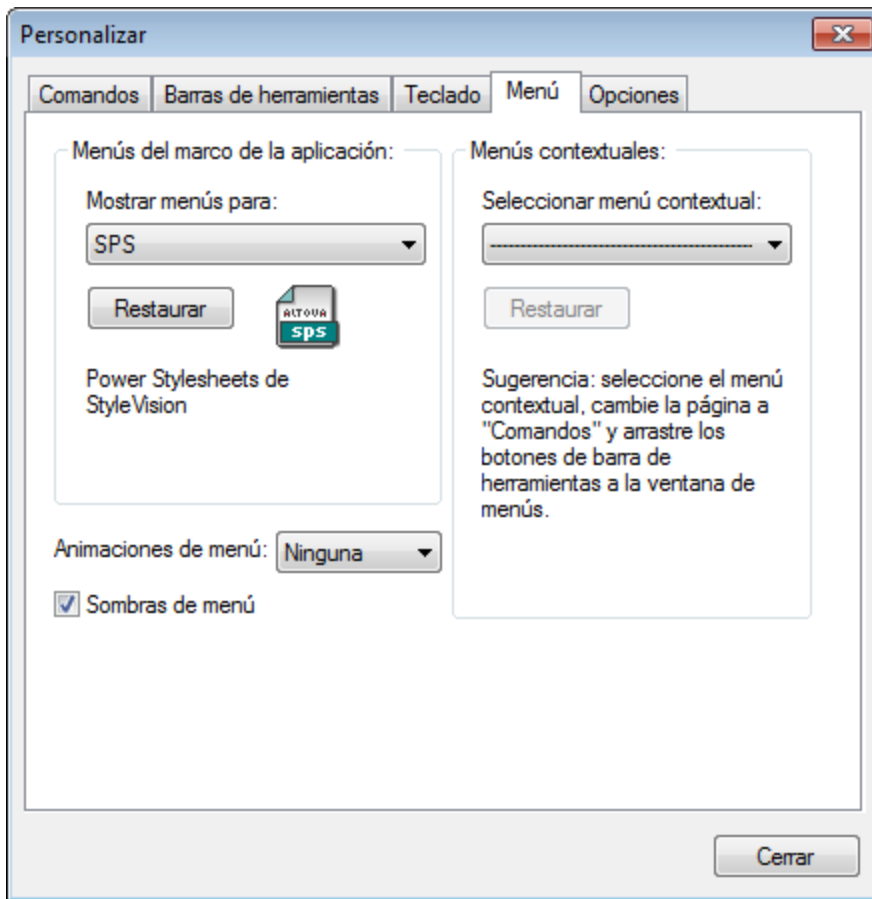 Personalizar
Comandos
Barras de herramientas
Teclado
Menú
Opciones
Menús del marco de la aplicación:
Mostrar menús para:
SPS
Restaurar
ALTOVA
sps
Power Stylesheets de
StyleVision
Menús contextuales:
Seleccionar menú contextual:
Restaurar
Sugerencia: seleccione el menú
contextual, cambie la página a
"Comandos" y arrastre los
botones de barra de
herramientas a la ventana de
menús.
Animaciones de menú:
Ninguna
Sombras de menú
Cerrar